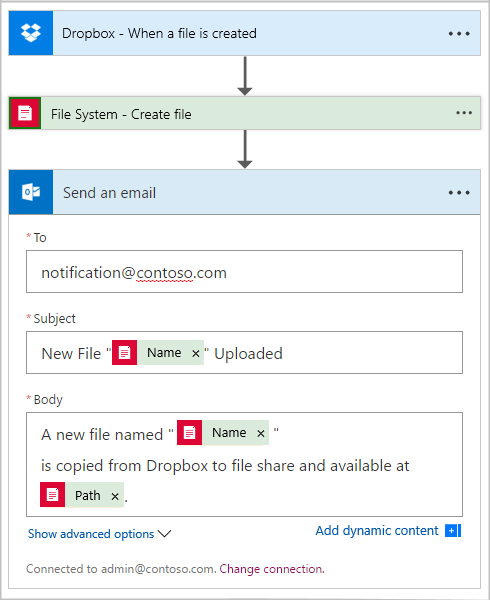 Dropbox - When a file is created
File System - Create file
Send an email
* To
notification@contoso.com
* Subject
New File " Name × " Uploaded
* Body
A new file named " Name × "
is copied from Dropbox to file share and available at
Path × .
Show advanced options
Add dynamic content
Connected to admin@contoso.com. Change connection.